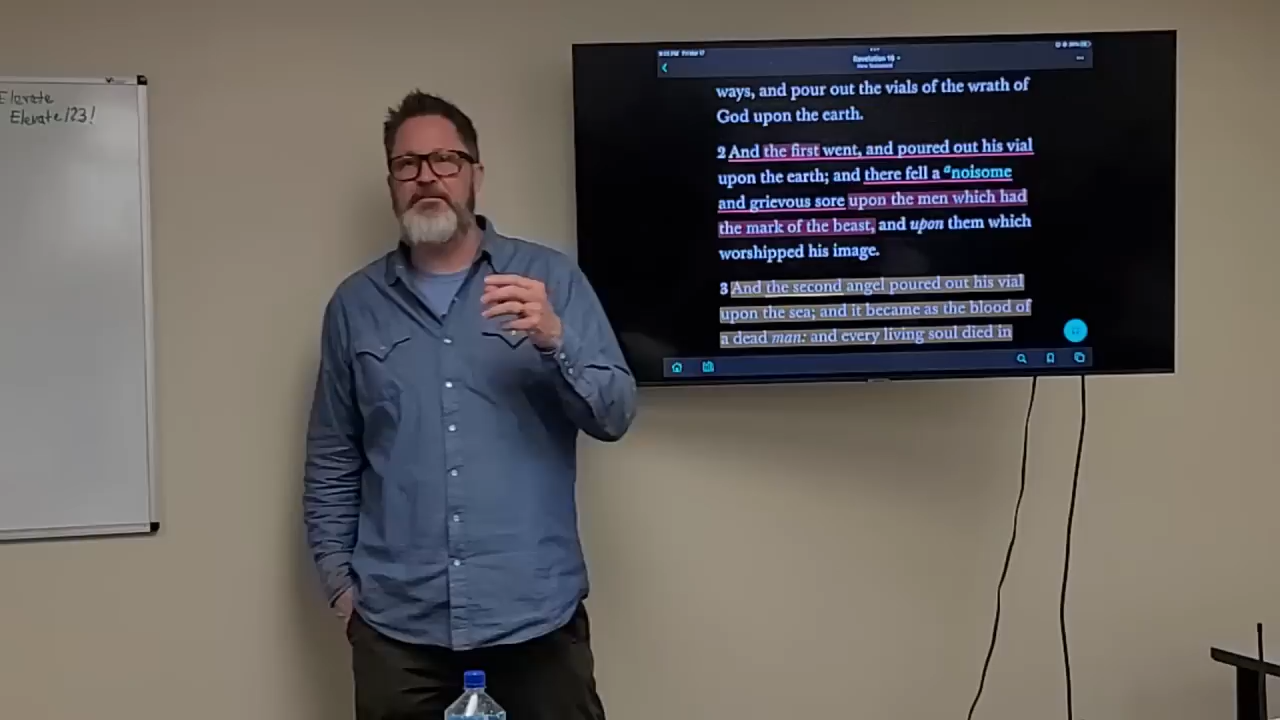 Elevate
Elevate123!
Revelation 16
ways, and pour out the vials of the wrath of
God upon the earth.
2 And the first went, and poured out his vial
upon the earth; and there fell a ᵃnoisome
and grievous sore upon the men which had
the mark of the beast, and upon them which
worshipped his image.
3 And the second angel poured out his vial
upon the sea; and it became as the blood of
a dead man: and every living soul died in